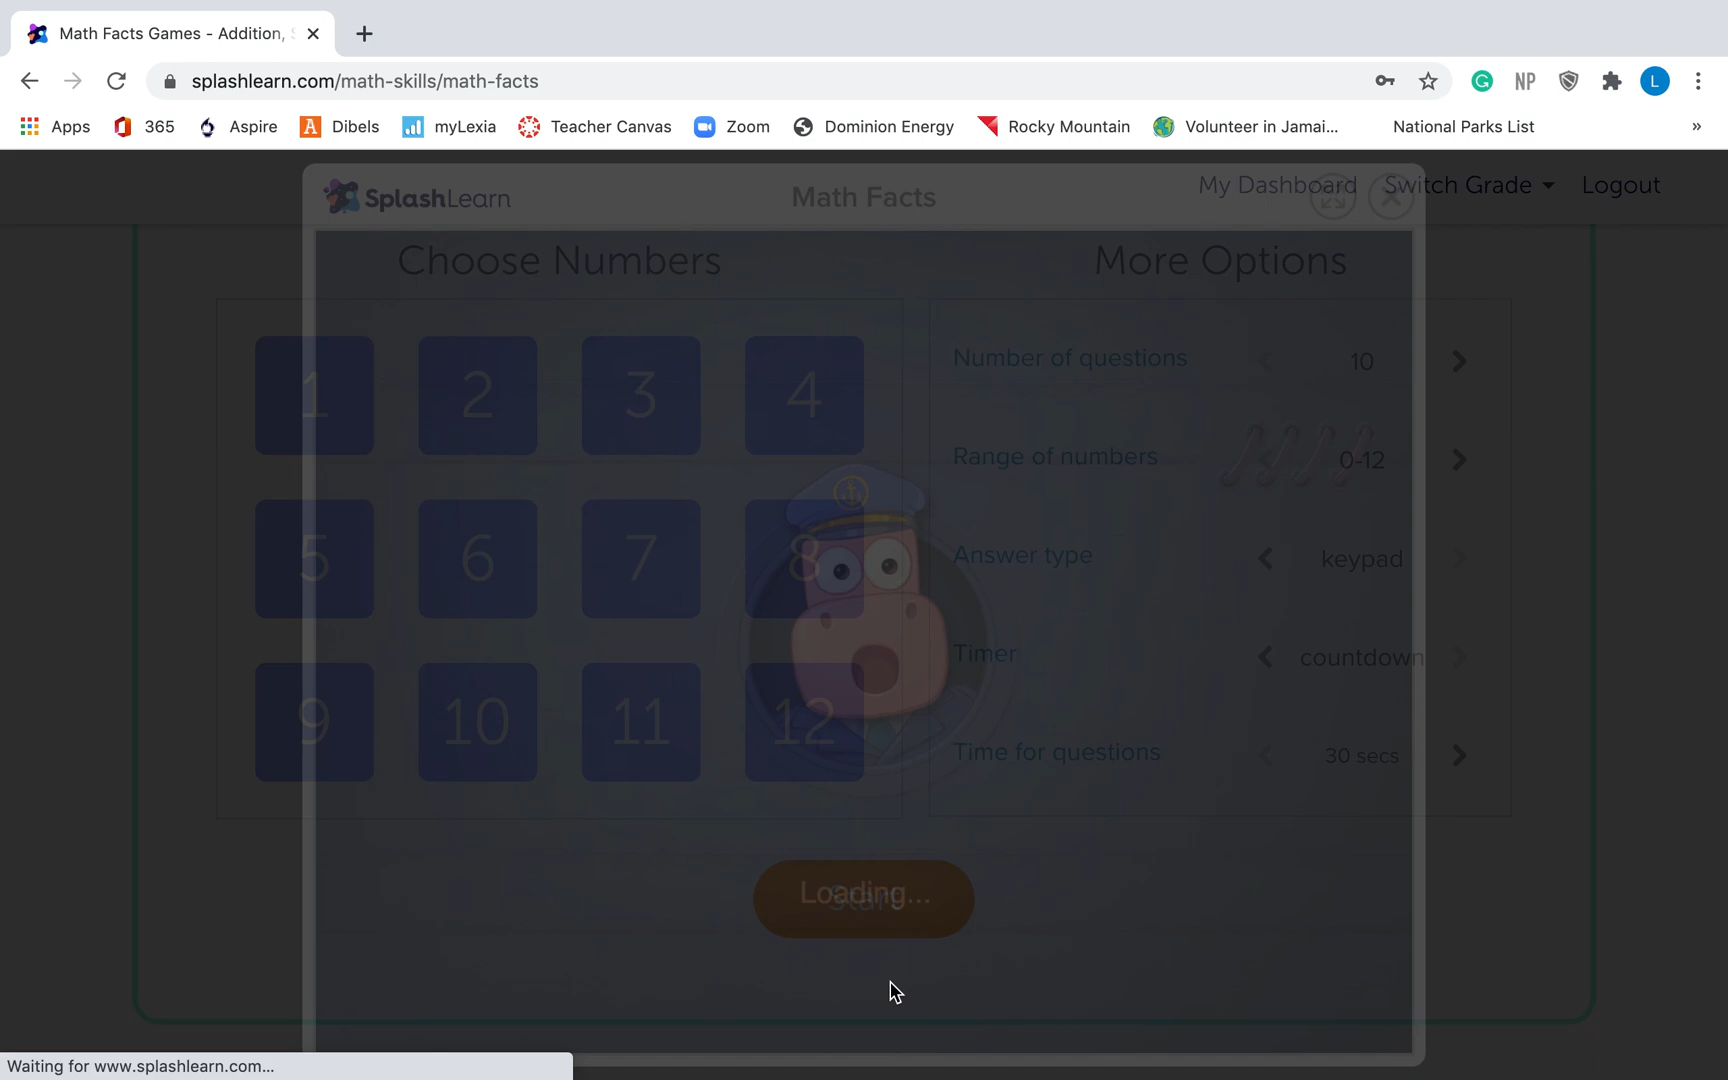 Math Facts Games - Addition, S
splashlearn.com/math-skills/math-facts
NP
L
Apps 365 Aspire Dibels myLexia Teacher Canvas Zoom Dominion Energy Rocky Mountain Volunteer in Jamai... National Parks List »
SplashLearn
Math Facts
My Dashboard Switch Grade Logout
Choose Numbers
More Options
1 2 3 4
5 6 7 8
9 10 11 12
Number of questions 10
Range of numbers 0-12
Answer type keypad
Timer countdown
Time for questions 30 secs
Loading...
Start
Waiting for www.splashlearn.com...